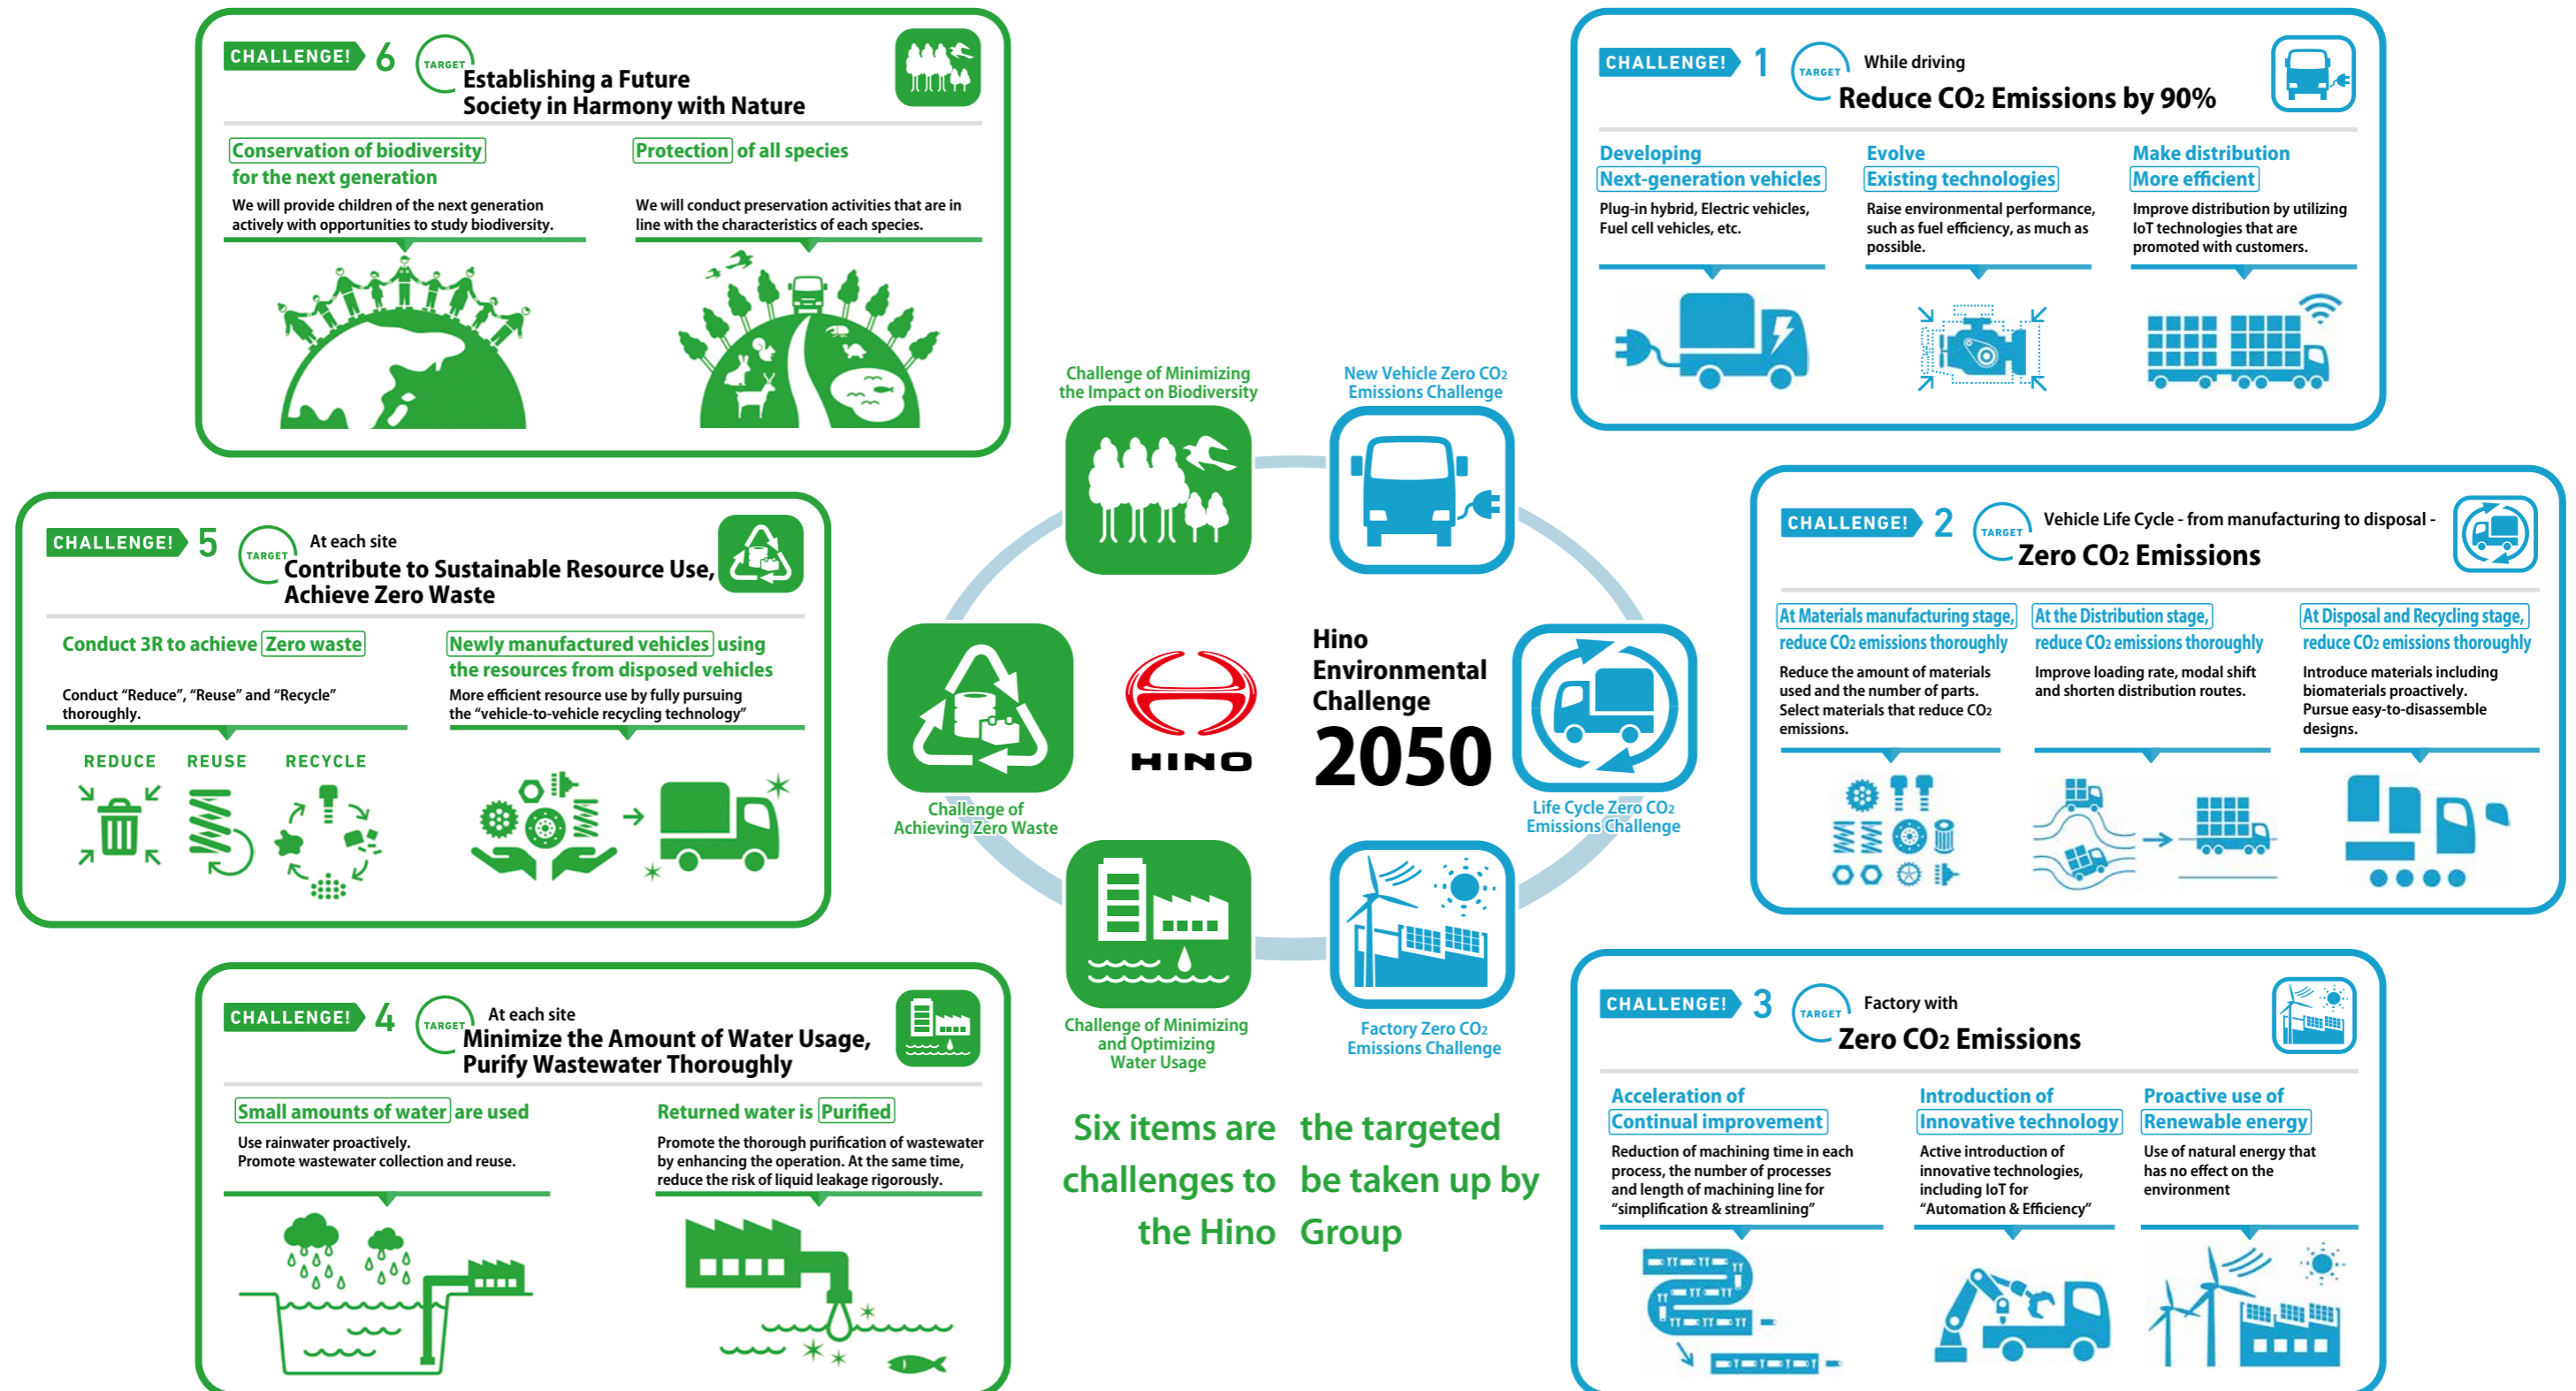 CHALLENGE! 6
TARGET
Establishing a Future
Society in Harmony with Nature
Conservation of biodiversity
for the next generation
We will provide children of the next generation
actively with opportunities to study biodiversity.
Protection of all species
We will conduct preservation activities that are in
line with the characteristics of each species.
CHALLENGE! 1
TARGET
While driving
Reduce CO2 Emissions by 90%
Developing
Next-generation vehicles
Plug-in hybrid, Electric vehicles,
Fuel cell vehicles, etc.
Evolve
Existing technologies
Raise environmental performance,
such as fuel efficiency, as much as
possible.
Make distribution
More efficient
Improve distribution by utilizing
IoT technologies that are
promoted with customers.
Challenge of Minimizing
the Impact on Biodiversity
New Vehicle Zero CO2
Emissions Challenge
CHALLENGE! 5
TARGET
At each site
Contribute to Sustainable Resource Use,
Achieve Zero Waste
Conduct 3R to achieve Zero waste
Conduct “Reduce”, “Reuse” and “Recycle”
thoroughly.
REDUCE
REUSE
RECYCLE
Newly manufactured vehicles using
the resources from disposed vehicles
More efficient resource use by fully pursuing
the “vehicle-to-vehicle recycling technology”
HINO
Hino
Environmental
Challenge
2050
CHALLENGE! 2
TARGET
Vehicle Life Cycle - from manufacturing to disposal -
Zero CO2 Emissions
At Materials manufacturing stage,
reduce CO2 emissions thoroughly
Reduce the amount of materials
used and the number of parts.
Select materials that reduce CO2
emissions.
At the Distribution stage,
reduce CO2 emissions thoroughly
Improve loading rate, modal shift
and shorten distribution routes.
At Disposal and Recycling stage,
reduce CO2 emissions thoroughly
Introduce materials including
biomaterials proactively.
Pursue easy-to-disassemble
designs.
Challenge of
Achieving Zero Waste
Life Cycle Zero CO2
Emissions Challenge
CHALLENGE! 4
TARGET
At each site
Minimize the Amount of Water Usage,
Purify Wastewater Thoroughly
Small amounts of water are used
Use rainwater proactively.
Promote wastewater collection and reuse.
Returned water is Purified
Promote the thorough purification of wastewater
by enhancing the operation. At the same time,
reduce the risk of liquid leakage rigorously.
Challenge of Minimizing
and Optimizing
Water Usage
Factory Zero CO2
Emissions Challenge
Six items are the targeted
challenges to be taken up by
the Hino Group
CHALLENGE! 3
TARGET
Factory with
Zero CO2 Emissions
Acceleration of
Continual improvement
Reduction of machining time in each
process, the number of processes
and length of machining line for
“simplification & streamlining”
Introduction of
Innovative technology
Active introduction of
innovative technologies,
including IoT for
“Automation & Efficiency”
Proactive use of
Renewable energy
Use of natural energy that
has no effect on the
environment